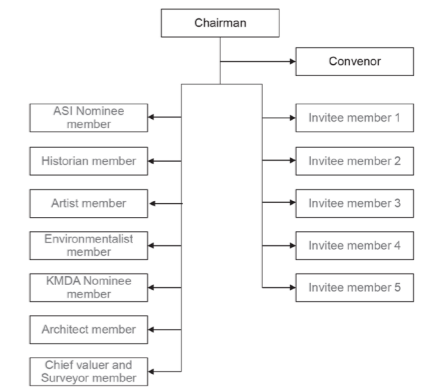 Chairman
Convenor
ASI Nominee
member
Historian member
Artist member
Environmentalist
member
KMDA Nominee
member
Architect member
Chief valuer and
Surveyor member
Invitee member 1
Invitee member 2
Invitee member 3
Invitee member 4
Invitee member 5